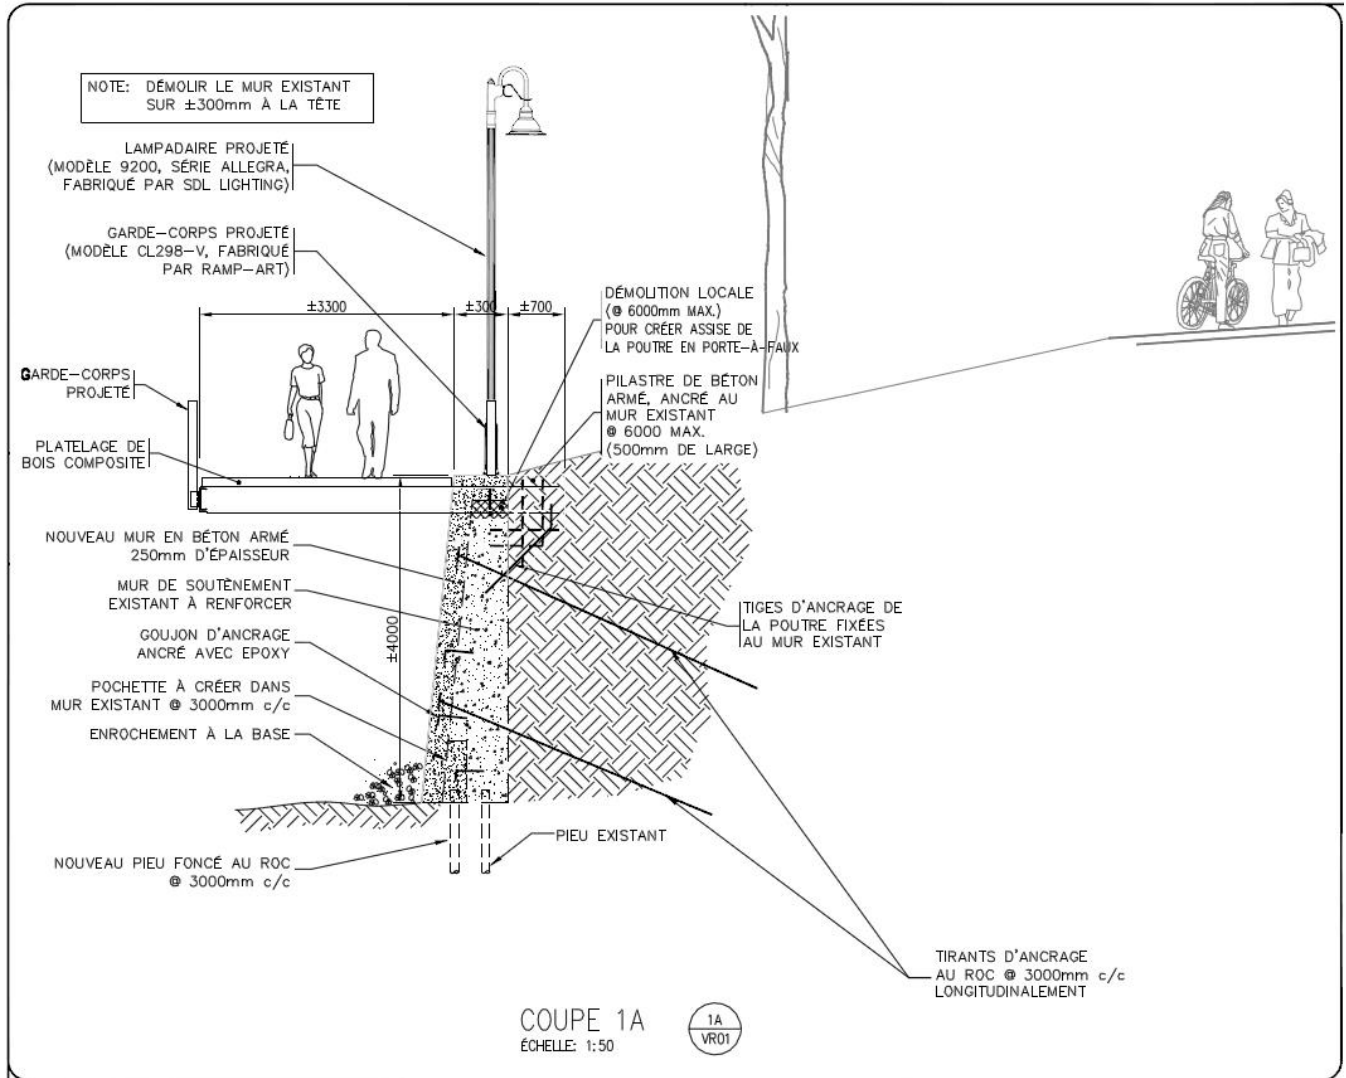 NOTE: DÉMOLIR LE MUR EXISTANT
SUR ±300mm À LA TÊTE
LAMPADAIRE PROJETÉ
(MODÈLE 9200, SÉRIE ALLEGRA,
FABRIQUÉ PAR SDL LIGHTING)
GARDE-CORPS PROJETÉ
(MODÈLE CL298-V, FABRIQUÉ
PAR RAMP-ART)
±3300
±300
±700
DÉMOLITION LOCALE
(@ 6000mm MAX.)
POUR CRÉER ASSISE DE
LA POUTRE EN PORTE-À-FAUX
GARDE-CORPS
PROJETÉ
PILASTRE DE BÉTON
ARMÉ, ANCRÉ AU
MUR EXISTANT
@ 6000 MAX.
(500mm DE LARGE)
PLATELAGE DE
BOIS COMPOSITE
NOUVEAU MUR EN BÉTON ARMÉ
250mm D'ÉPAISSEUR
MUR DE SOUTÈNEMENT
EXISTANT À RENFORCER
±4000
TIGES D'ANCRAGE DE
LA POUTRE FIXÉES
AU MUR EXISTANT
GOUJON D'ANCRAGE
ANCRÉ AVEC EPOXY
POCHETTE À CRÉER DANS
MUR EXISTANT @ 3000mm c/c
ENROCHEMENT À LA BASE
PIEU EXISTANT
NOUVEAU PIEU FONCÉ AU ROC
@ 3000mm c/c
TIRANTS D'ANCRAGE
AU ROC @ 3000mm c/c
LONGITUDINALEMENT
COUPE 1A
ÉCHELLE: 1:50
1A
VR01